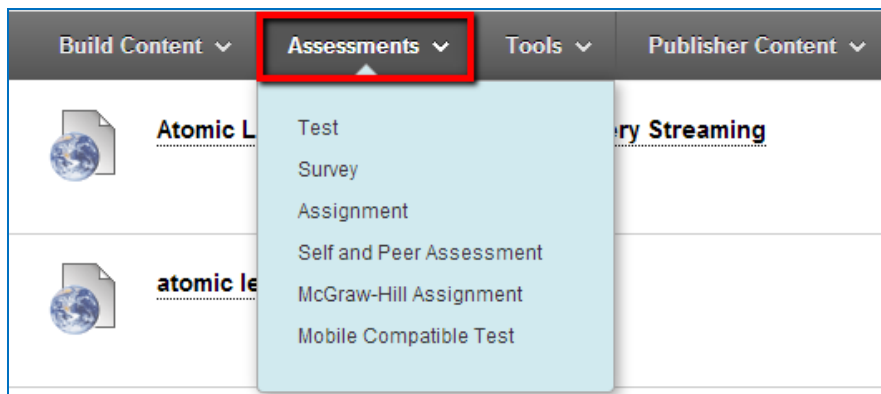 Build Content Assessments Tools Publisher Content
Atomic L
ry Streaming
Test
Survey
Assignment
Self and Peer Assessment
atomic le
McGraw-Hill Assignment
Mobile Compatible Test